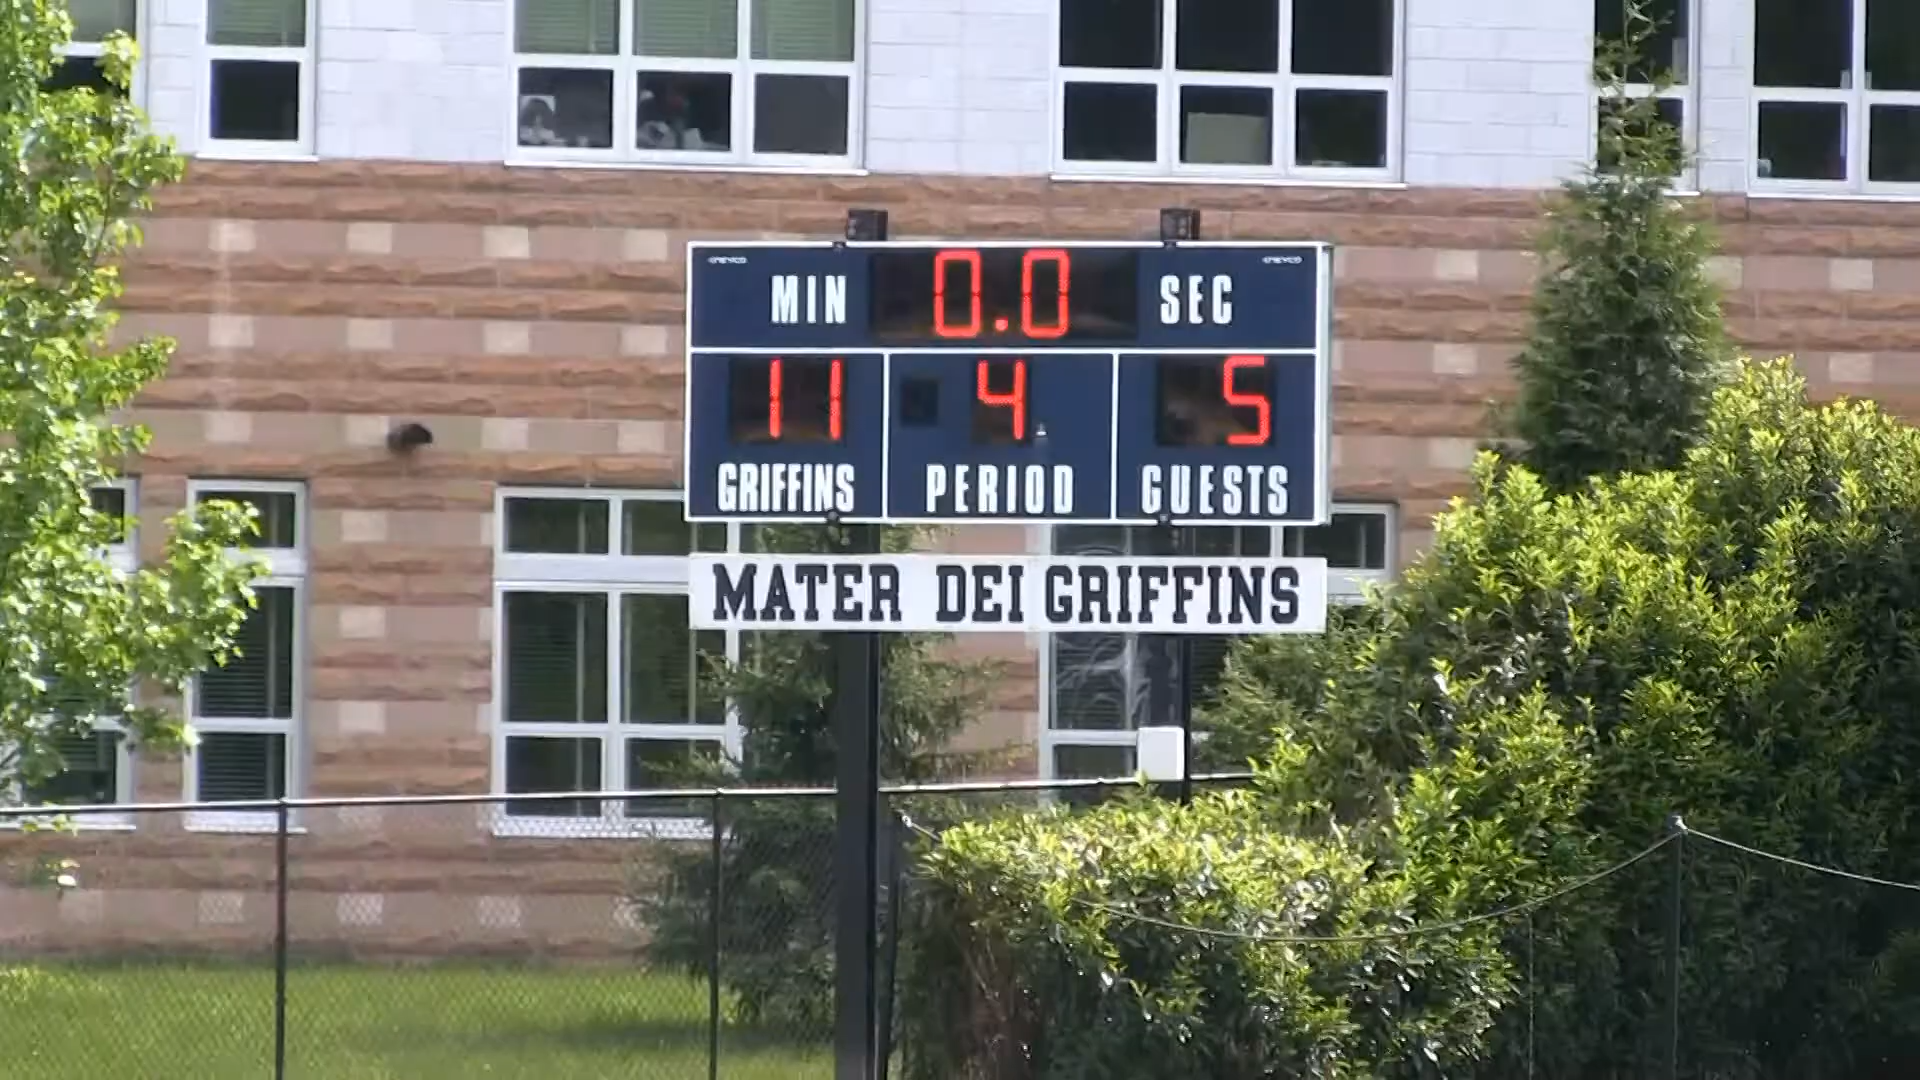 MIN 0.0 SEC
11 4 5
GRIFFINS PERIOD GUESTS
MATER DEI GRIFFINS